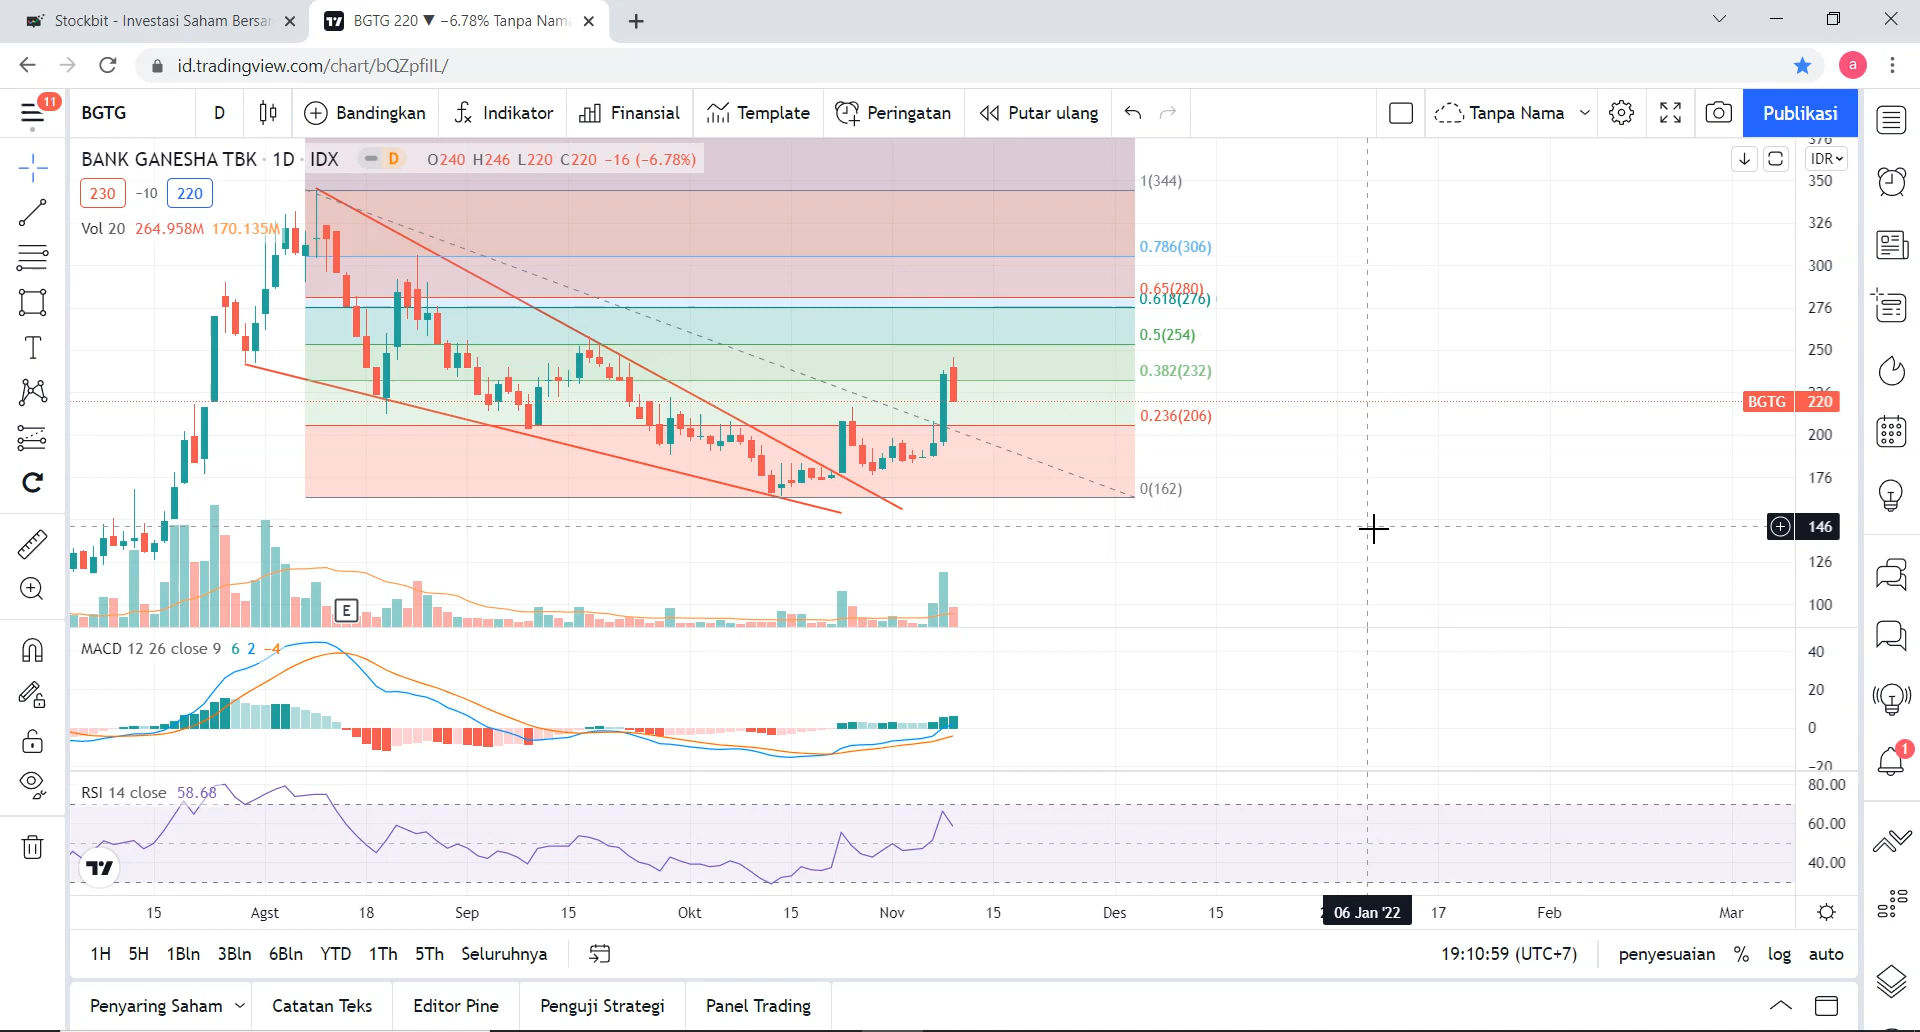 Stockbit - Investasi Saham Bersa
BGTG 220 ▼ −6.78% Tanpa Nam
id.tradingview.com/chart/bQZpfiIL/
11
BGTG D Bandingkan Indikator Finansial Template Peringatan Putar ulang Tanpa Nama Publikasi
BANK GANESHA TBK · 1D · IDX D O240 H246 L220 C220 −16 (−6.78%)
230 −10 220
Vol 20 264.958M 170.135M
IDR
1(344)
0.786(306)
0.65(280)
0.618(276)
0.5(254)
0.382(232)
0.236(206)
0(162)
376
350
326
300
276
250
226
BGTG 220
200
176
146
126
100
E
MACD 12 26 close 9 6 2 −4
40
20
0
−20
RSI 14 close 58.68
80.00
60.00
40.00
15 Agst 18 Sep 15 Okt 15 Nov 15 Des 15 06 Jan '22 17 Feb Mar
1H 5H 1Bln 3Bln 6Bln YTD 1Th 5Th Seluruhnya 19:10:59 (UTC+7) penyesuaian % log auto
Penyaring Saham Catatan Teks Editor Pine Penguji Strategi Panel Trading
a
1